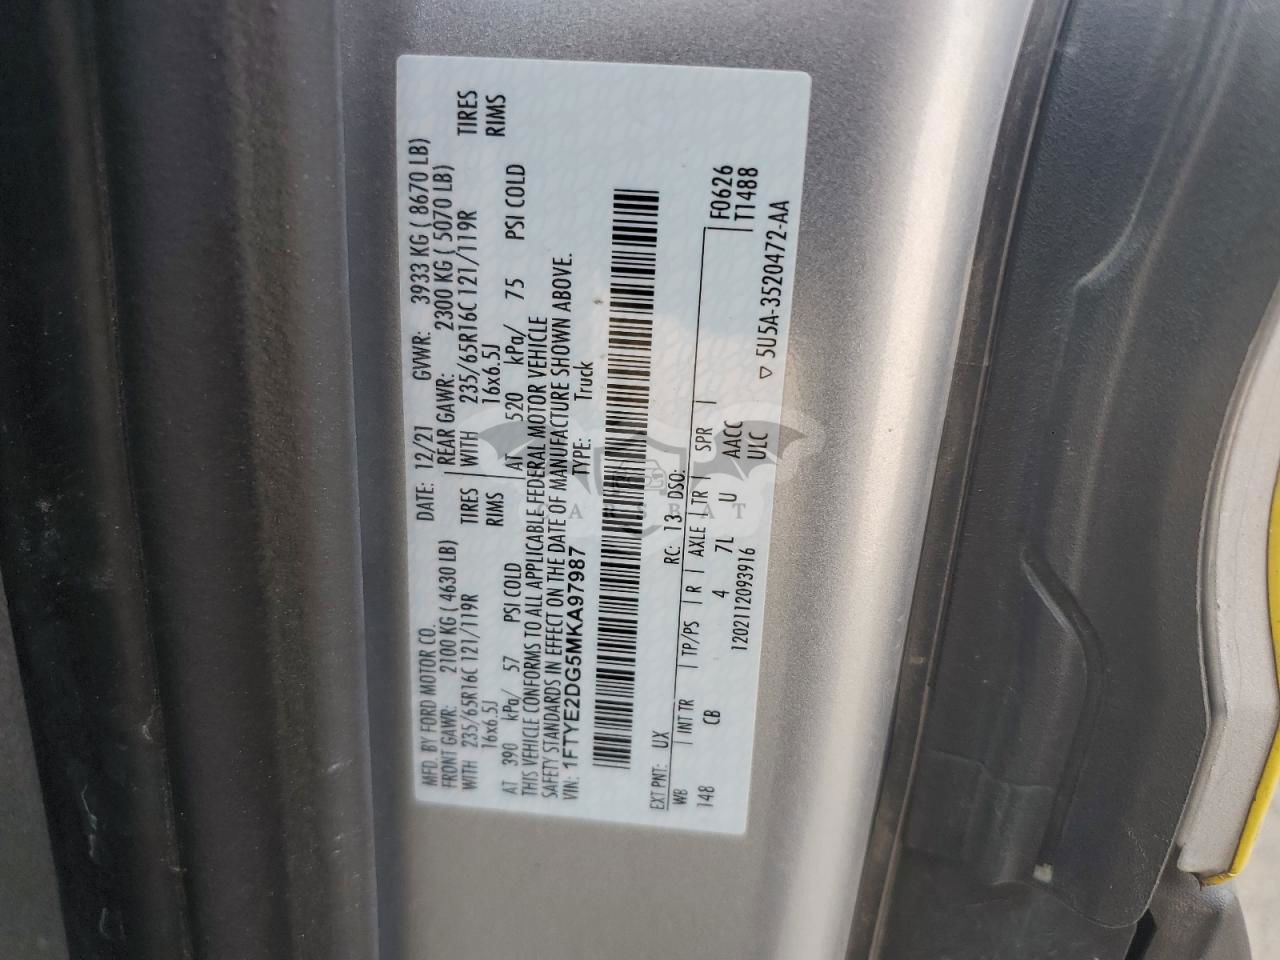 MFD. BY FORD MOTOR CO. DATE: 12/21 GVWR: 3933 KG ( 8670 LB)
FRONT GAWR: 2100 KG ( 4630 LB) REAR GAWR: 2300 KG ( 5070 LB)
WITH 235/65R16C 121/119R TIRES WITH 235/65R16C 121/119R TIRES
16x6.5J RIMS 16x6.5J RIMS
AT 390 kPa/ 57 PSI COLD AT 520 kPa/ 75 PSI COLD
THIS VEHICLE CONFORMS TO ALL APPLICABLE FEDERAL MOTOR VEHICLE
SAFETY STANDARDS IN EFFECT ON THE DATE OF MANUFACTURE SHOWN ABOVE.
VIN: 1FTYE2DG5MKA97987 TYPE: Truck
EXT PNT: UX RC: 13 DSO:
WB INT TR TP/PS R AXLE TR SPR F0626
148 CB 4 7L U AACC T1488
1202112093916 ULC
▽ 5U5A-3520472-AA
CARSBAT